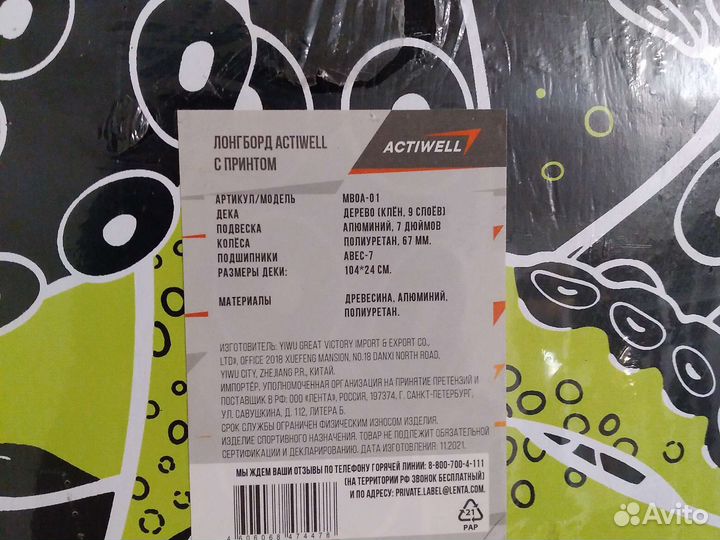 ЛОНГБОРД ACTIWELL
С ПРИНТОМ
ACTIWELL
АРТИКУЛ/МОДЕЛЬ MBOA-01
ДЕКА ДЕРЕВО (КЛЁН, 9 СЛОЁВ)
ПОДВЕСКА АЛЮМИНИЙ, 7 ДЮЙМОВ
КОЛЁСА ПОЛИУРЕТАН, 67 ММ.
ПОДШИПНИКИ ABEC-7
РАЗМЕРЫ ДЕКИ: 104*24 СМ.
МАТЕРИАЛЫ ДРЕВЕСИНА, АЛЮМИНИЙ,
ПОЛИУРЕТАН.
ИЗГОТОВИТЕЛЬ: YIWU GREAT VICTORY IMPORT & EXPORT CO.,
LTD», OFFICE 2018 XUEFENG MANSION, NO.18 DANXI NORTH ROAD,
YIWU CITY, ZHEJIANG P.R., КИТАЙ.
ИМПОРТЁР, УПОЛНОМОЧЕННАЯ ОРГАНИЗАЦИЯ НА ПРИНЯТИЕ ПРЕТЕНЗИЙ И
ПОСТАВЩИК В РФ: ООО «ЛЕНТА», РОССИЯ, 197374, Г. САНКТ-ПЕТЕРБУРГ,
УЛ. САВУШКИНА, Д. 112, ЛИТЕРА Б.
СРОК СЛУЖБЫ ОГРАНИЧЕН ФИЗИЧЕСКИМ ИЗНОСОМ ИЗДЕЛИЯ.
ИЗДЕЛИЕ СПОРТИВНОГО НАЗНАЧЕНИЯ. ТОВАР НЕ ПОДЛЕЖИТ ОБЯЗАТЕЛЬНОЙ
СЕРТИФИКАЦИИ И ДЕКЛАРИРОВАНИЮ. ДАТА ИЗГОТОВЛЕНИЯ: 11.2021.
МЫ ЖДЕМ ВАШИ ОТЗЫВЫ ПО ТЕЛЕФОНУ ГОРЯЧЕЙ ЛИНИИ: 8-800-700-4-111
(НА ТЕРРИТОРИИ РФ ЗВОНОК БЕСПЛАТНЫЙ)
И ПО АДРЕСУ: PRIVATE.LABEL@LENTA.COM.
4 606068 474478
21
PAP
Avito